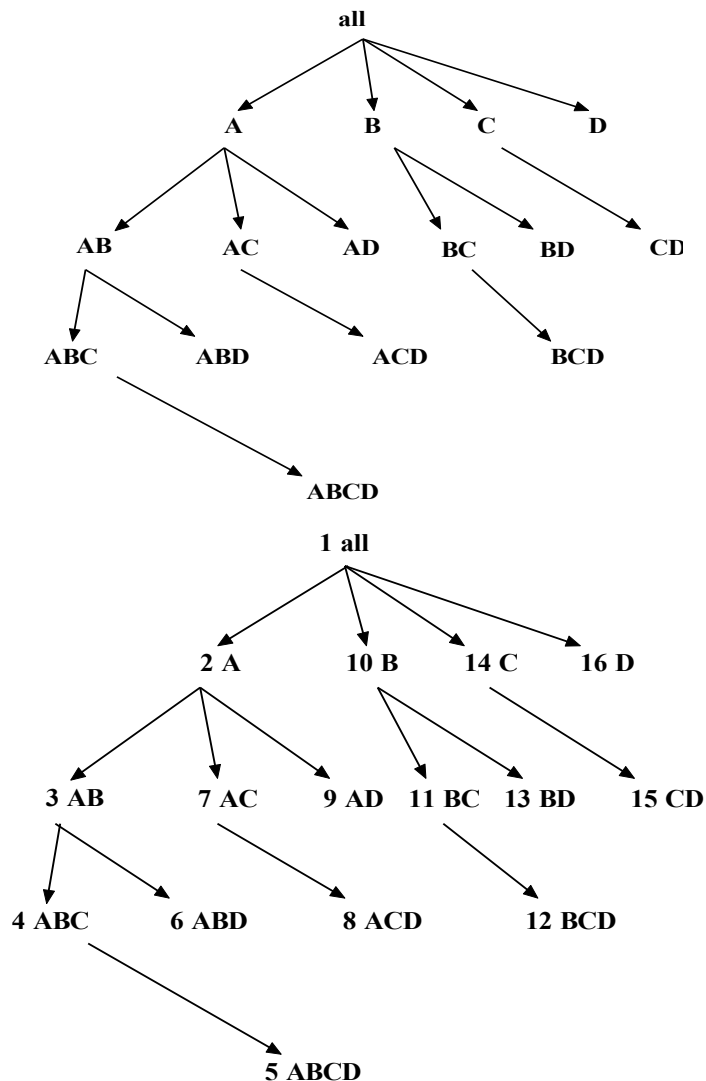 all
A B C D
AB AC AD BC BD CD
ABC ABD ACD BCD
ABCD
1 all
2 A 10 B 14 C 16 D
3 AB 7 AC 9 AD 11 BC 13 BD 15 CD
4 ABC 6 ABD 8 ACD 12 BCD
5 ABCD